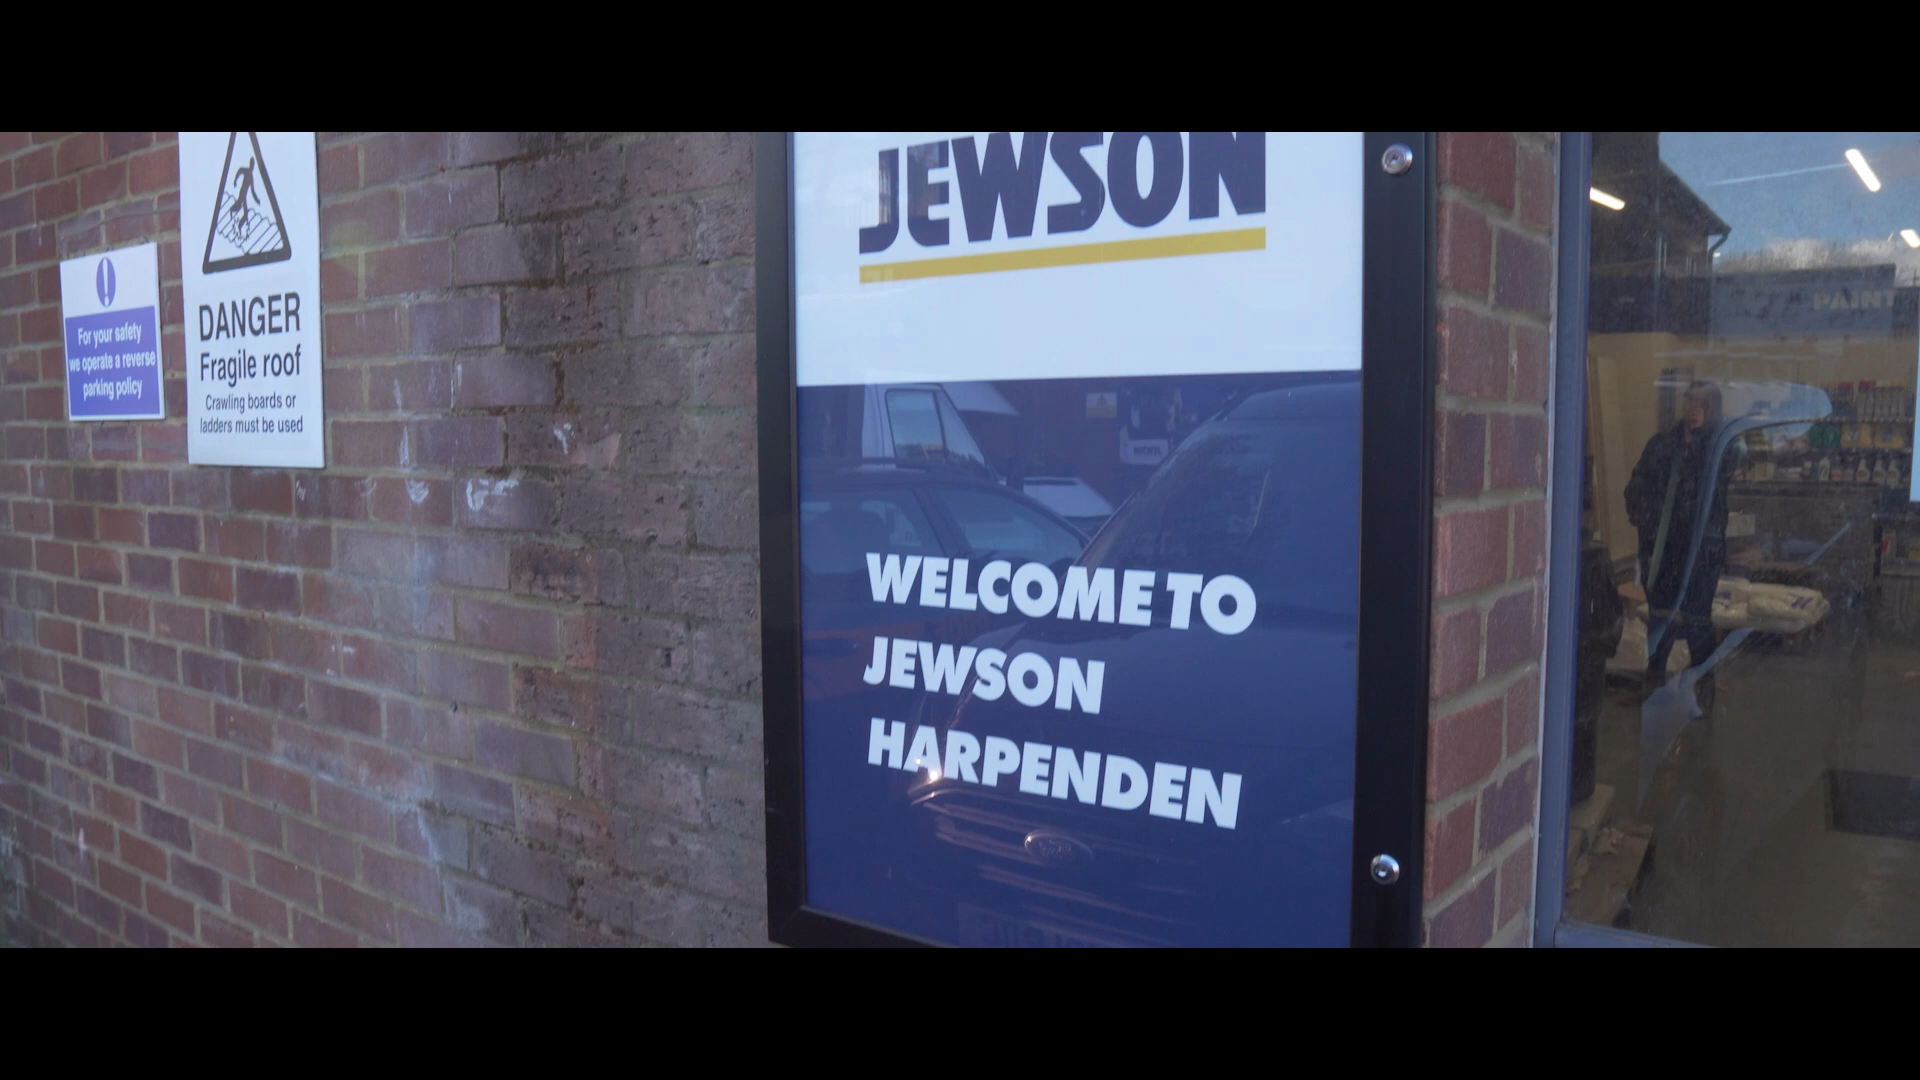 For your safety
we operate a reverse
parking policy
DANGER
Fragile roof
Crawling boards or
ladders must be used
JEWSON
WELCOME TO
JEWSON
HARPENDEN
PAINT